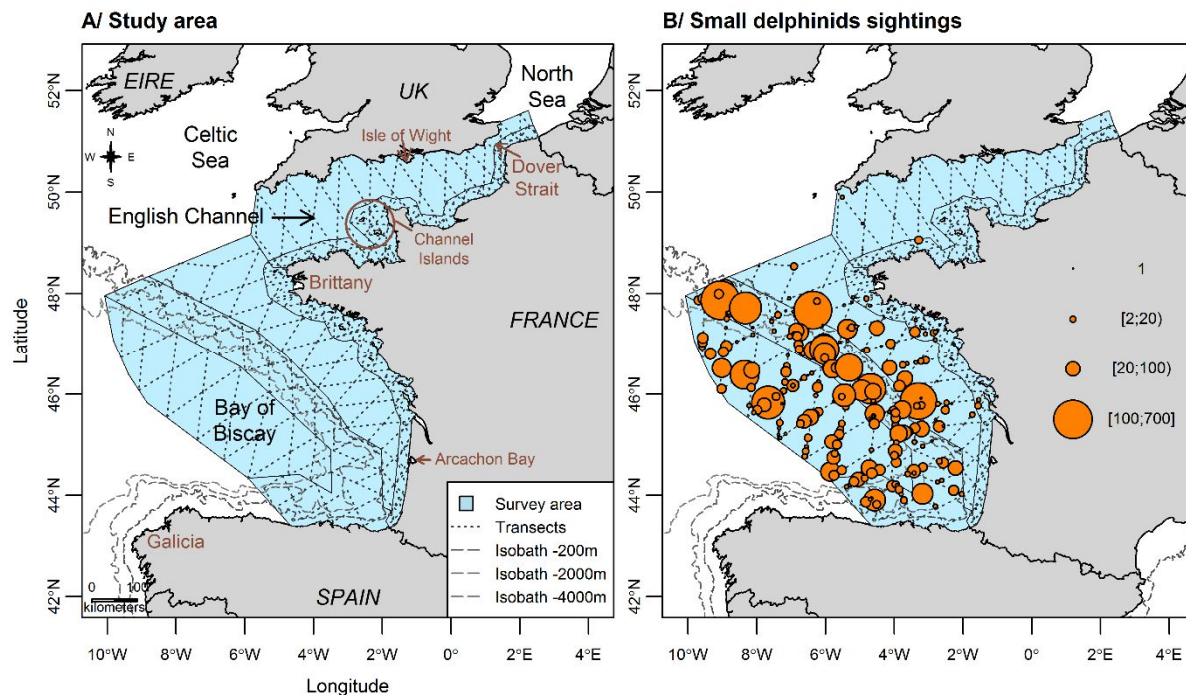 A/ Study area
B/ Small delphinids sightings
EIRE
UK
North
Sea
Celtic
Sea
N
W E
S
Isle of Wight
Dover
Strait
English Channel
Channel
Islands
Brittany
FRANCE
Bay of
Biscay
Arcachon Bay
Galicia
SPAIN
0 100
kilometers
Survey area
Transects
Isobath -200m
Isobath -2000m
Isobath -4000m
Latitude
52°N
50°N
48°N
46°N
44°N
42°N
10°W 8°W 6°W 4°W 2°W 0° 2°E 4°E
Longitude
1
[2;20)
[20;100)
[100;700]
52°N
50°N
48°N
46°N
44°N
42°N
10°W 8°W 6°W 4°W 2°W 0° 2°E 4°E